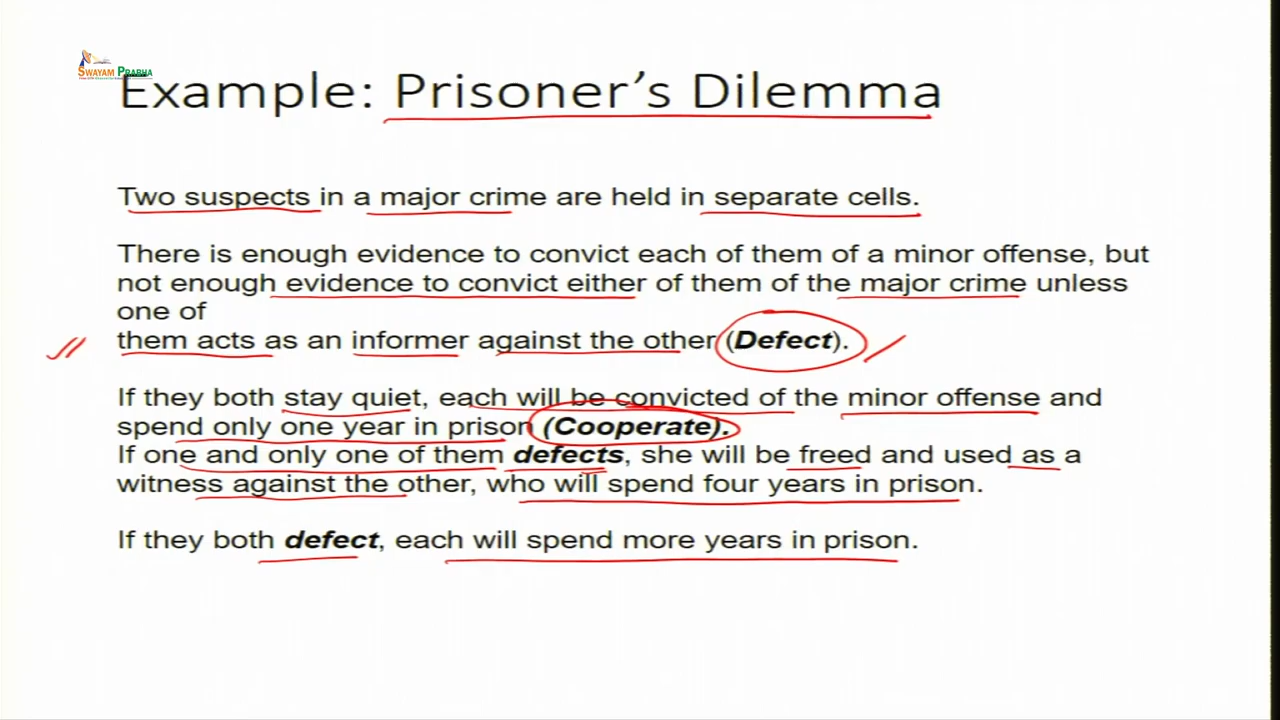 SWAYAM PRABHA
Example: Prisoner's Dilemma
Two suspects in a major crime are held in separate cells.
There is enough evidence to convict each of them of a minor offense, but
not enough evidence to convict either of them of the major crime unless
one of
them acts as an informer against the other (Defect).
If they both stay quiet, each will be convicted of the minor offense and
spend only one year in prison (Cooperate).
If one and only one of them defects, she will be freed and used as a
witness against the other, who will spend four years in prison.
If they both defect, each will spend more years in prison.